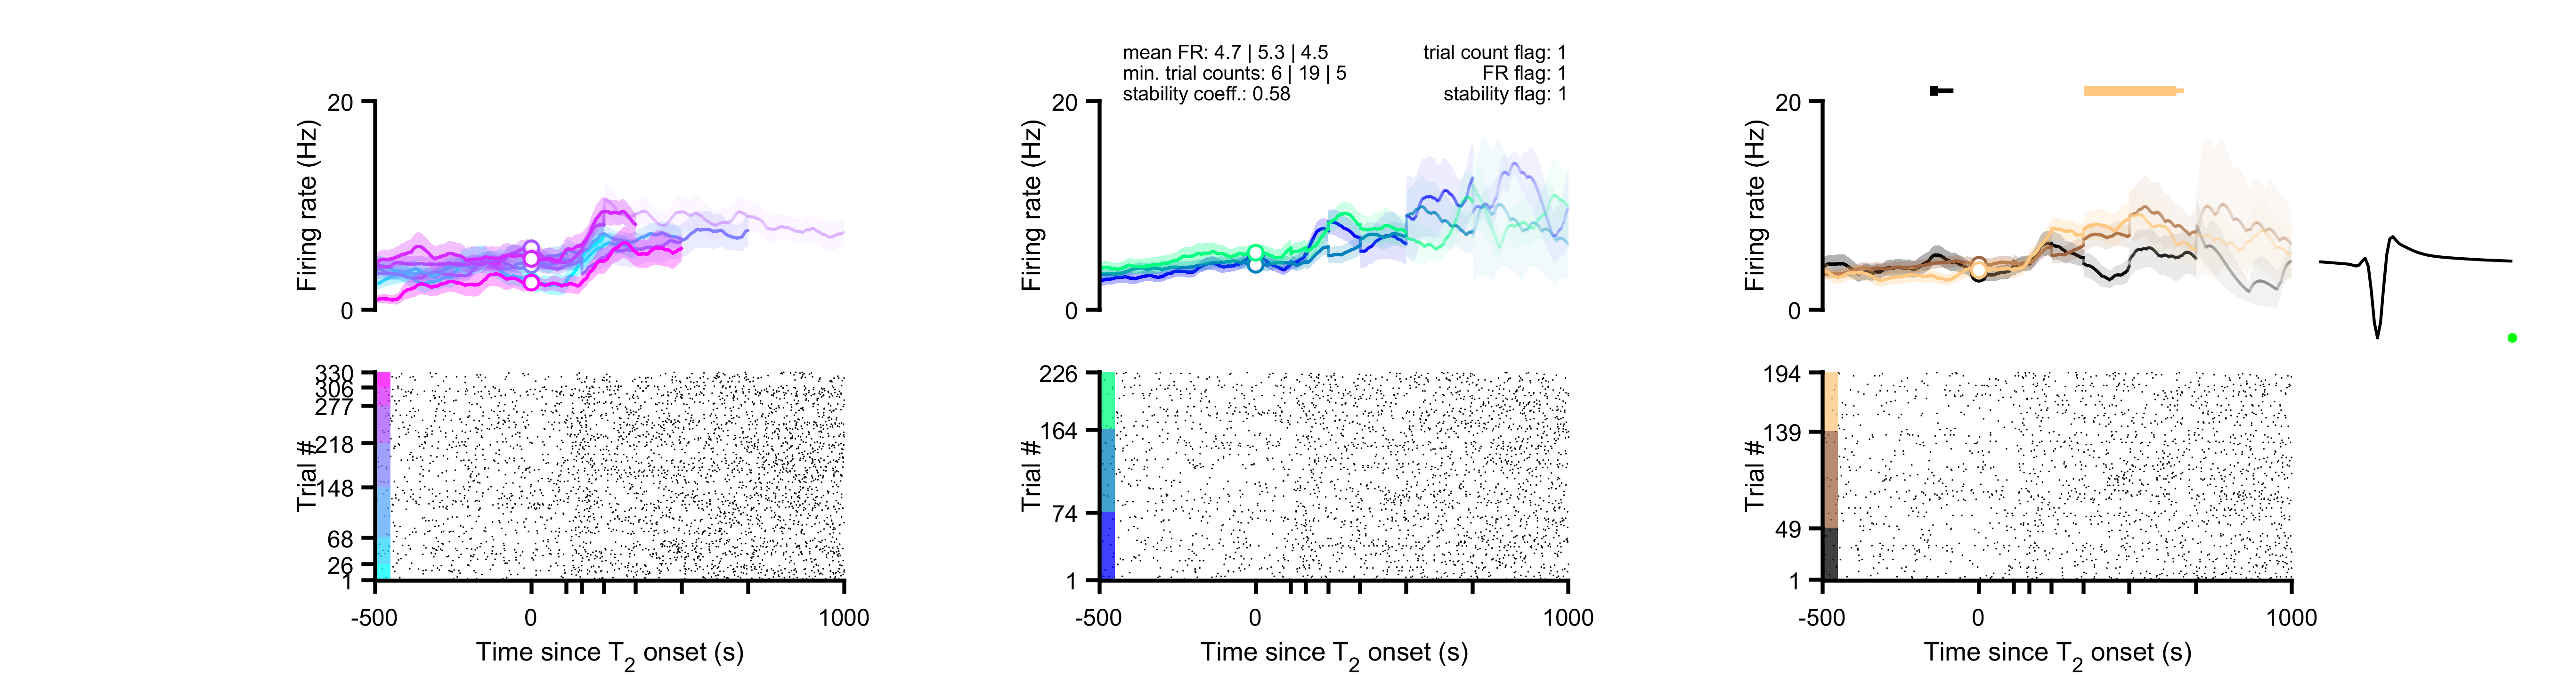 mean FR: 4.7 | 5.3 | 4.5
min. trial counts: 6 | 19 | 5
stability coeff.: 0.58
trial count flag: 1
FR flag: 1
stability flag: 1
Firing rate (Hz)
20
0
Firing rate (Hz)
20
0
Firing rate (Hz)
20
0
Trial #
330
306
277
218
148
68
26
1
-500
0
1000
Time since T2 onset (s)
Trial #
226
164
74
1
-500
0
1000
Time since T2 onset (s)
Trial #
194
139
49
1
-500
0
1000
Time since T2 onset (s)